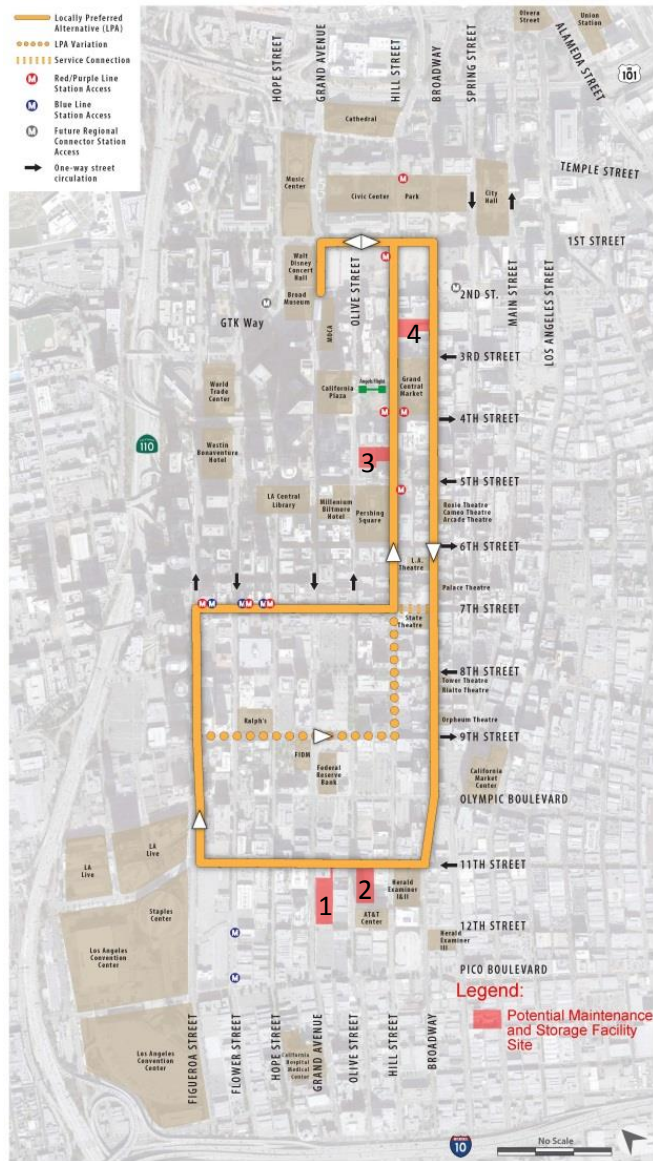 Locally Preferred
Alternative (LPA)
LPA Variation
Service Connection
Red/Purple Line
Station Access
Blue Line
Station Access
Future Regional
Connector Station
Access
One-way street
circulation
M
M
M
HOPE STREET
GRAND AVENUE
HILL STREET
BROADWAY
SPRING STREET
Olvera
Street
Union
Station
ALAMEDA STREET
101
Cathedral
TEMPLE STREET
Music
Center
Civic Center
Park
M
City
Hall
1ST STREET
Walt
Disney
Concert
Hall
OLIVE STREET
M
Broad
Museum
M
M
2ND ST.
MAIN STREET
LOS ANGELES STREET
GTK Way
MOCA
4
3RD STREET
World
Trade
Center
California
Plaza
Angels Flight
Grand
Central
Market
M
M
4TH STREET
110
Westin
Bonaventure
Hotel
3
5TH STREET
LA Central
Library
Millenium
Biltmore
Hotel
Pershing
Square
M
Roxie Theatre
Cameo Theatre
Arcade Theatre
6TH STREET
L.A.
Theatre
Palace Theatre
M
M
M
M
M
M
7TH STREET
State
Theatre
8TH STREET
Tower Theatre
Rialto Theatre
Ralph's
Orpheum Theatre
9TH STREET
FIDM
Federal
Reserve
Bank
California
Market
Center
OLYMPIC BOULEVARD
LA
Live
LA
Live
11TH STREET
1
2
Herald
Examiner
I&II
Staples
Center
AT&T
Center
12TH STREET
M
Herald
Examiner
III
Los Angeles
Convention
Center
M
PICO BOULEVARD
Legend:
Potential Maintenance
and Storage Facility
Site
FIGUEROA STREET
FLOWER STREET
HOPE STREET
GRAND AVENUE
OLIVE STREET
HILL STREET
BROADWAY
Los Angeles
Convention
Center
California
Hospital
Medical
Center
10
No Scale